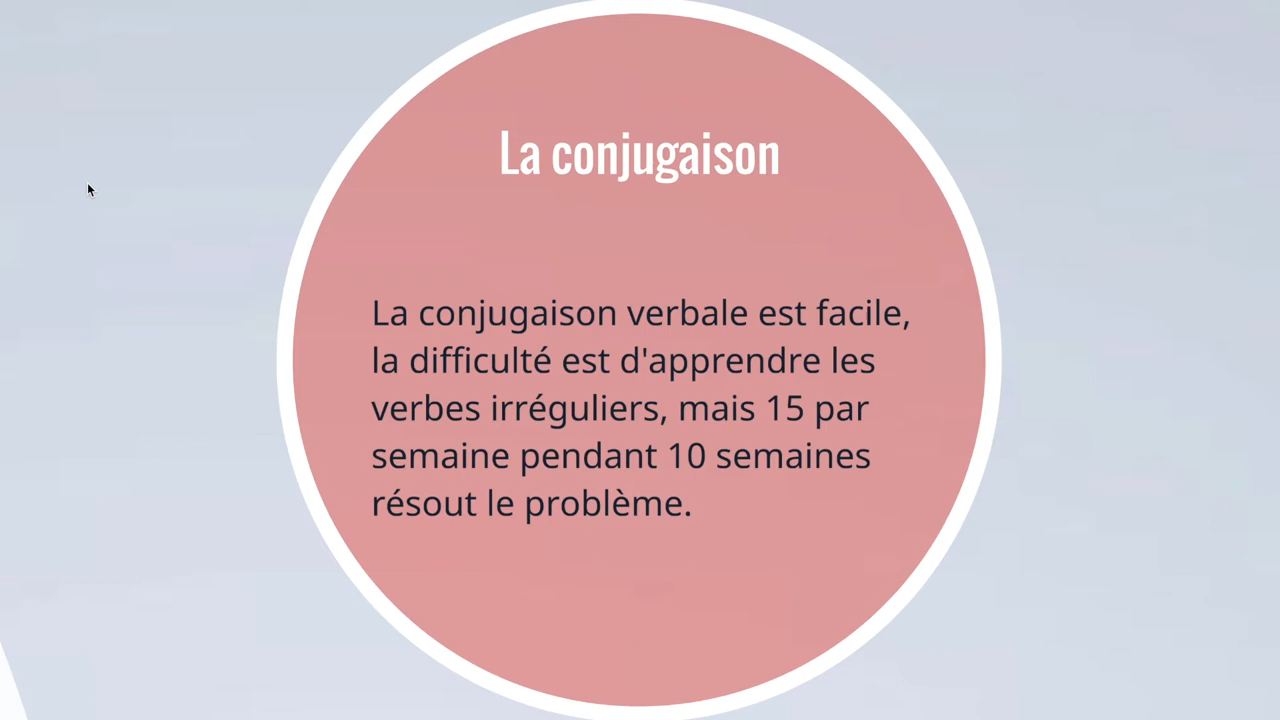 La conjugaison
La conjugaison verbale est facile,
la difficulté est d'apprendre les
verbes irréguliers, mais 15 par
semaine pendant 10 semaines
résout le problème.